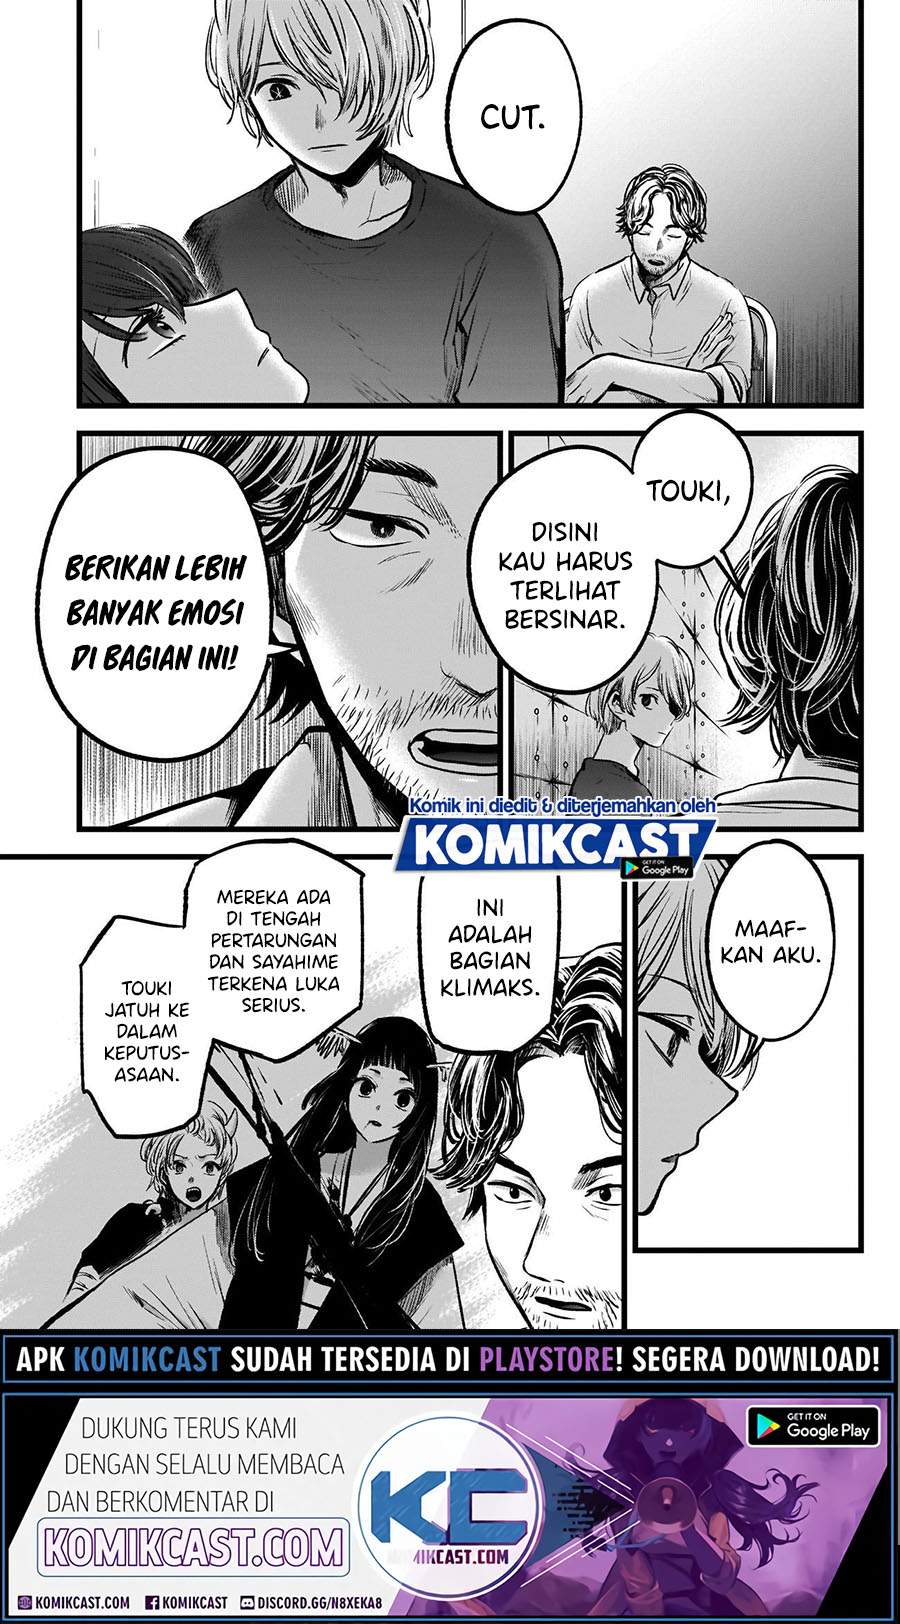 CUT.
TOUKI,
DISINI
KAU HARUS
TERLIHAT
BERSINAR.
BERIKAN LEBIH
BANYAK EMOSI
DI BAGIAN INI!
Komik ini diedit & diterjemahkan oleh
KOMIKCAST
GET IT ON
Google Play
MAAF-
KAN AKU.
INI
ADALAH
BAGIAN
KLIMAKS.
MEREKA ADA
DI TENGAH
PERTARUNGAN
DAN SAYAHIME
TERKENA LUKA
SERIUS.
TOUKI
JATUH KE
DALAM
KEPUTUS-
ASAAN.
APK KOMIKCAST SUDAH TERSEDIA DI PLAYSTORE! SEGERA DOWNLOAD!
DUKUNG TERUS KAMI
DENGAN SELALU MEMBACA
DAN BERKOMENTAR DI
KOMIKCAST.COM
KC
KOMIKCAST.COM
GET IT ON
Google Play
KOMIKCAST.COM KOMIKCAST DISCORD.GG/N8XEKA8